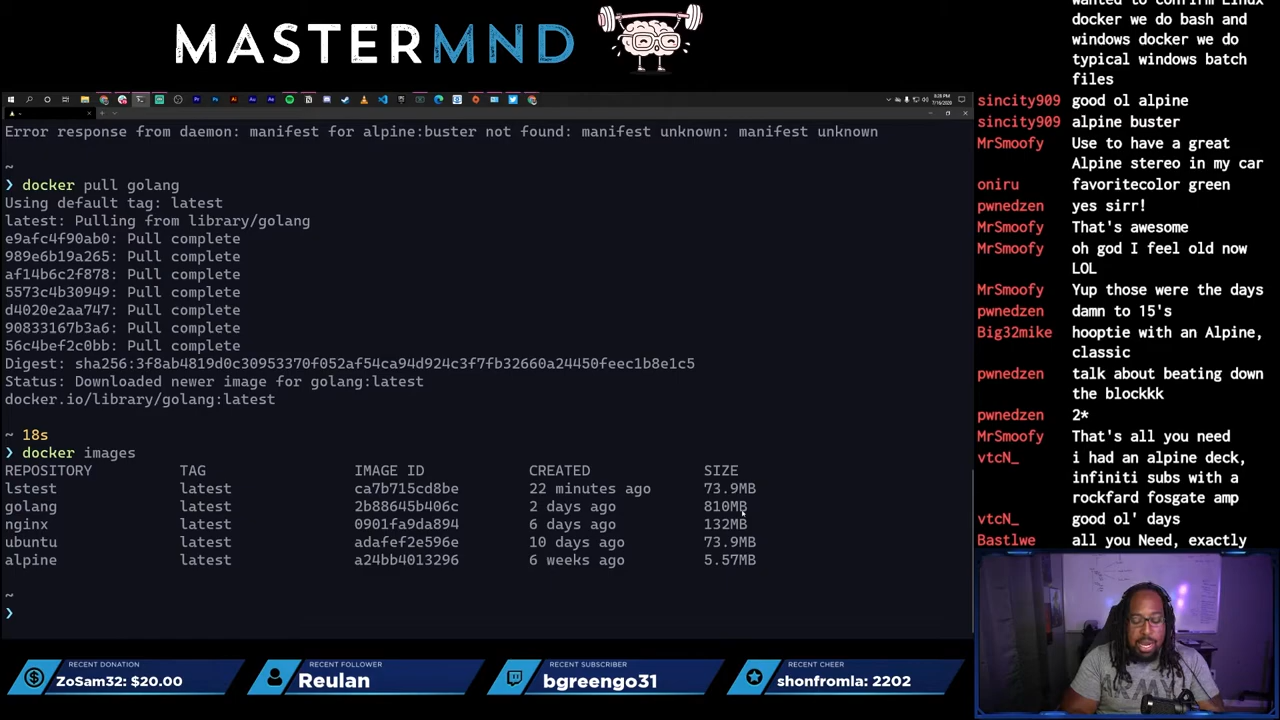 MASTERMND
8:28 PM
7/16/2020
Error response from daemon: manifest for alpine:buster not found: manifest unknown: manifest unknown
~
❯ docker pull golang
Using default tag: latest
latest: Pulling from library/golang
e9afc4f90ab0: Pull complete
989e6b19a265: Pull complete
af14b6c2f878: Pull complete
5573c4b30949: Pull complete
d4020e2aa747: Pull complete
90833167b3a6: Pull complete
56c4bef2c0bb: Pull complete
Digest: sha256:3f8ab4819d0c30953370f052af54ca94d924c3f7fb32660a24450feec1b8e1c5
Status: Downloaded newer image for golang:latest
docker.io/library/golang:latest
~ 18s
❯ docker images
REPOSITORY TAG IMAGE ID CREATED SIZE
lstest latest ca7b715cd8be 22 minutes ago 73.9MB
golang latest 2b88645b406c 2 days ago 810MB
nginx latest 0901fa9da894 6 days ago 132MB
ubuntu latest adafef2e596e 10 days ago 73.9MB
alpine latest a24bb4013296 6 weeks ago 5.57MB
~
❯
wanted to confirm Linux
docker we do bash and
windows docker we do
typical windows batch
files
sincity909 good ol alpine
sincity909 alpine buster
MrSmoofy Use to have a great
Alpine stereo in my car
oniru favoritecolor green
pwnedzen yes sirr!
MrSmoofy That's awesome
MrSmoofy oh god I feel old now
LOL
MrSmoofy Yup those were the days
pwnedzen damn to 15's
Big32mike hooptie with an Alpine,
classic
pwnedzen talk about beating down
the blockkk
pwnedzen 2*
MrSmoofy That's all you need
vtcN_ i had an alpine deck,
infiniti subs with a
rockfard fosgate amp
vtcN_ good ol' days
Bastlwe all you Need, exactly
ARMY
RECENT DONATION
ZoSam32: $20.00
RECENT FOLLOWER
Reulan
RECENT SUBSCRIBER
bgreengo31
RECENT CHEER
shonfromla: 2202